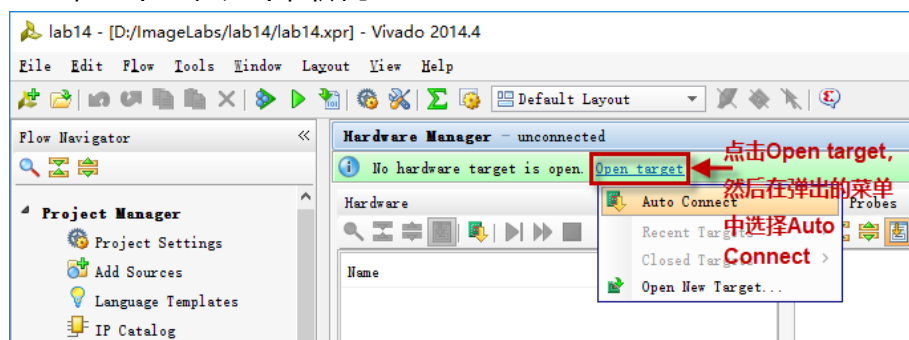 lab14 - [D:/ImageLabs/lab14/lab14.xpr] - Vivado 2014.4
File Edit Flow Tools Window Layout View Help
Default Layout
Flow Navigator
Hardware Manager - unconnected
No hardware target is open. Open target
点击Open target,
然后在弹出的菜单
中选择Auto
Connect
Auto Connect
Recent Targets
Closed Targets
Open New Target...
Hardware
Probes
Name
Project Manager
Project Settings
Add Sources
Language Templates
IP Catalog